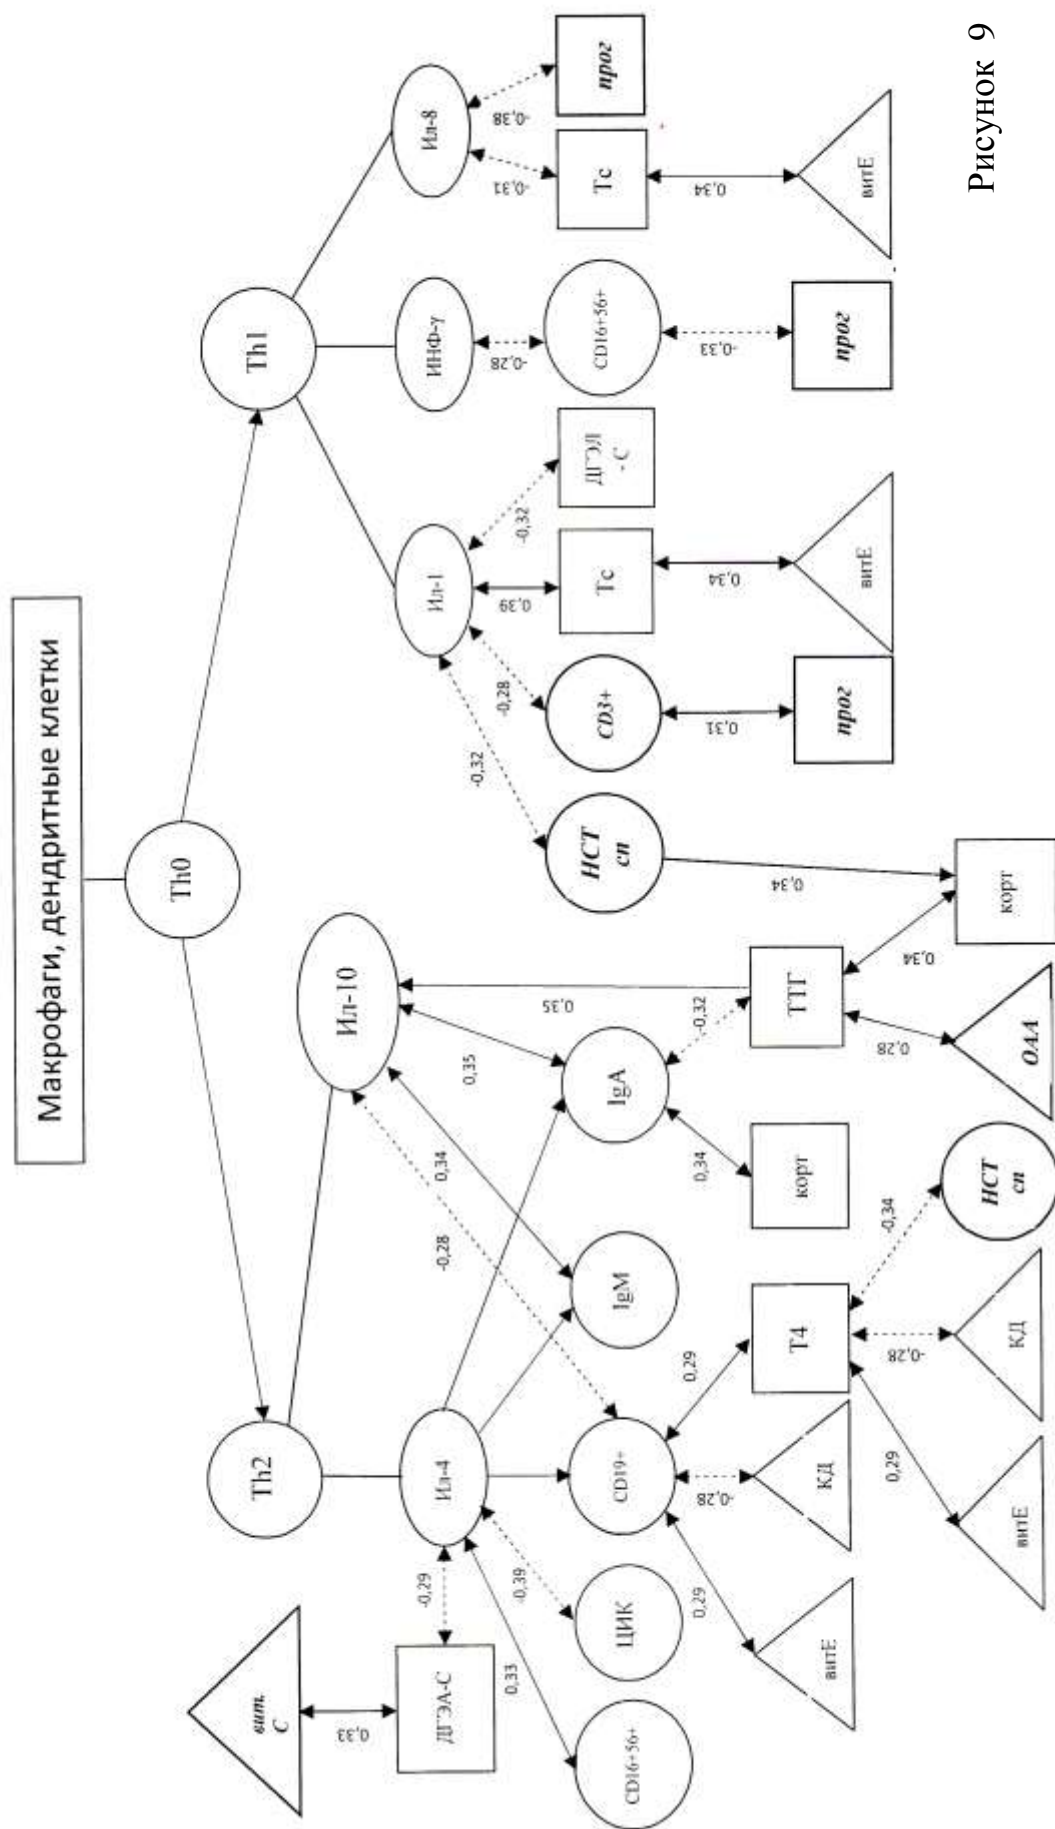 Макрофаги, дендритные клетки
Th0
Th2
Th1
вит.
С
0,33
ДГЭА-С
-0,29
Ил-4
Ил-10
Ил-1
ИНФ-γ
Ил-8
0,33
-0,39
-0,28
0,34
0,35
0,35
-0,32
-0,28
0,39
-0,32
-0,28
-0,31
-0,38
CD16+56+
ЦИК
CD19+
IgM
IgA
НСТ
сп
CD3+
Тс
ДГЭЛ
- С
CD16+56+
Тс
прог
0,29
-0,28
0,29
0,34
-0,32
0,34
0,31
0,34
-0,33
0,34
витЕ
КД
Т4
корт
ТТГ
прог
витЕ
прог
витЕ
0,29
-0,28
-0,34
0,28
0,34
витЕ
КД
НСТ
сп
ОАА
корт
Рисунок 9